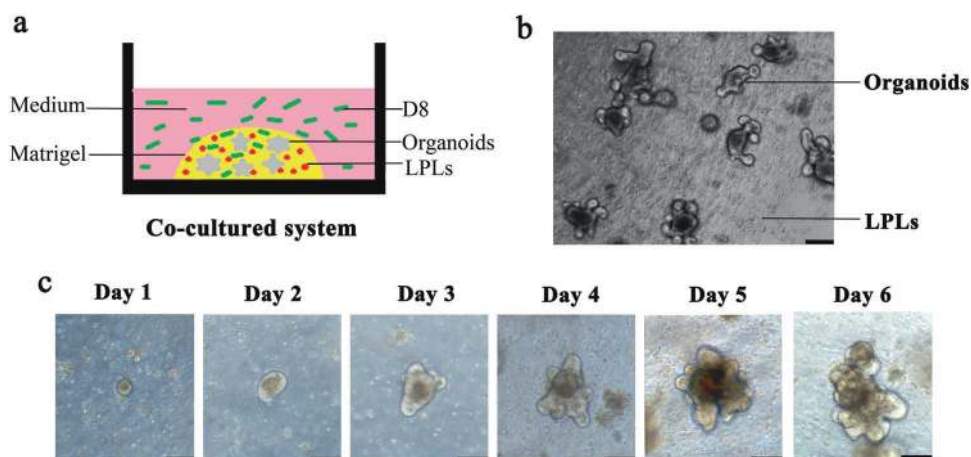 a
Medium
Matrigel
D8
Organoids
LPLs
Co-cultured system
b
Organoids
LPLs
c
Day 1
Day 2
Day 3
Day 4
Day 5
Day 6